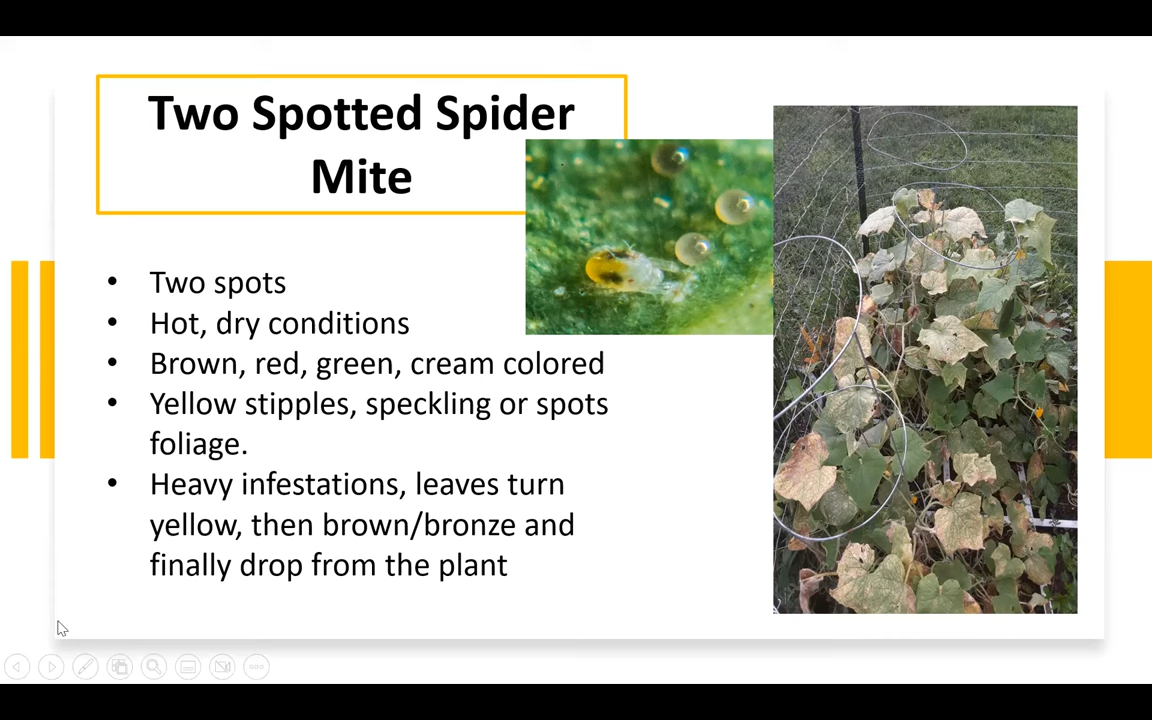 Two Spotted Spider
Mite
• Two spots
• Hot, dry conditions
• Brown, red, green, cream colored
• Yellow stipples, speckling or spots
foliage.
• Heavy infestations, leaves turn
yellow, then brown/bronze and
finally drop from the plant